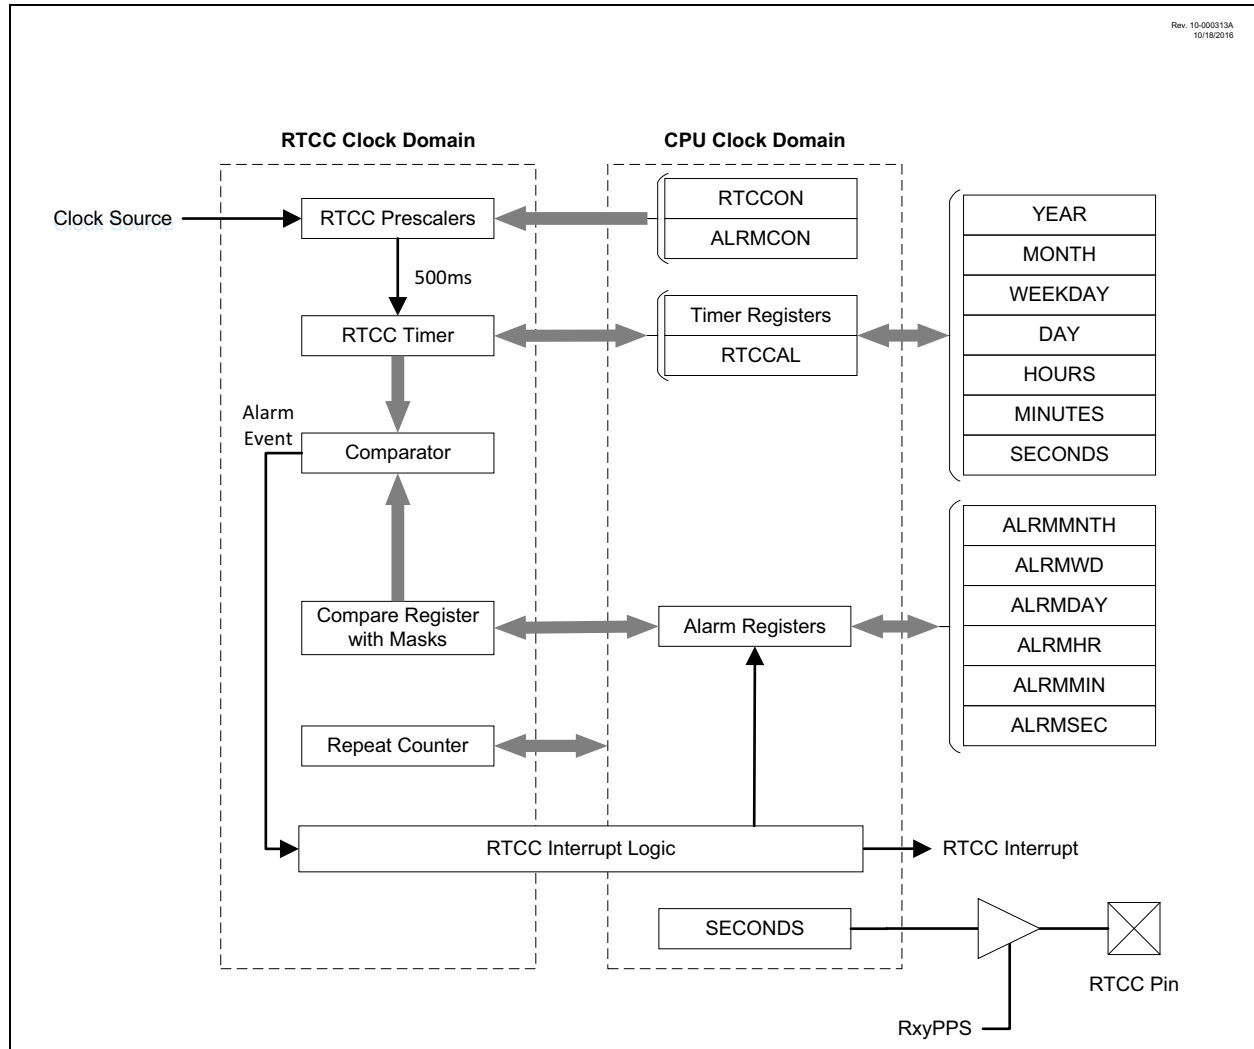 Rev. 10-000313A
10/18/2016
RTCC Clock Domain
CPU Clock Domain
Clock Source
RTCC Prescalers
RTCCON
ALRMCON
500ms
RTCC Timer
Timer Registers
RTCCAL
YEAR
MONTH
WEEKDAY
DAY
HOURS
MINUTES
SECONDS
Alarm
Event
Comparator
Compare Register
with Masks
Alarm Registers
ALRMMNTH
ALRMWD
ALRMDAY
ALRMHR
ALRMMIN
ALRMSEC
Repeat Counter
RTCC Interrupt Logic
RTCC Interrupt
SECONDS
RTCC Pin
RxyPPS